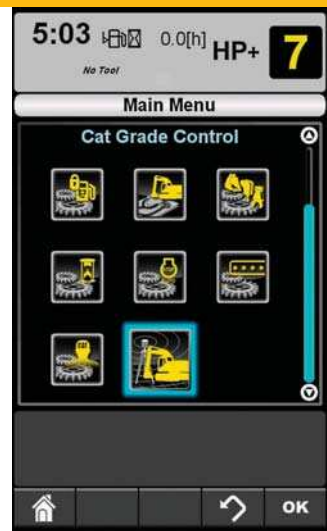 5:03 0.0[h] HP+ 7
No Tool
Main Menu
Cat Grade Control
OK